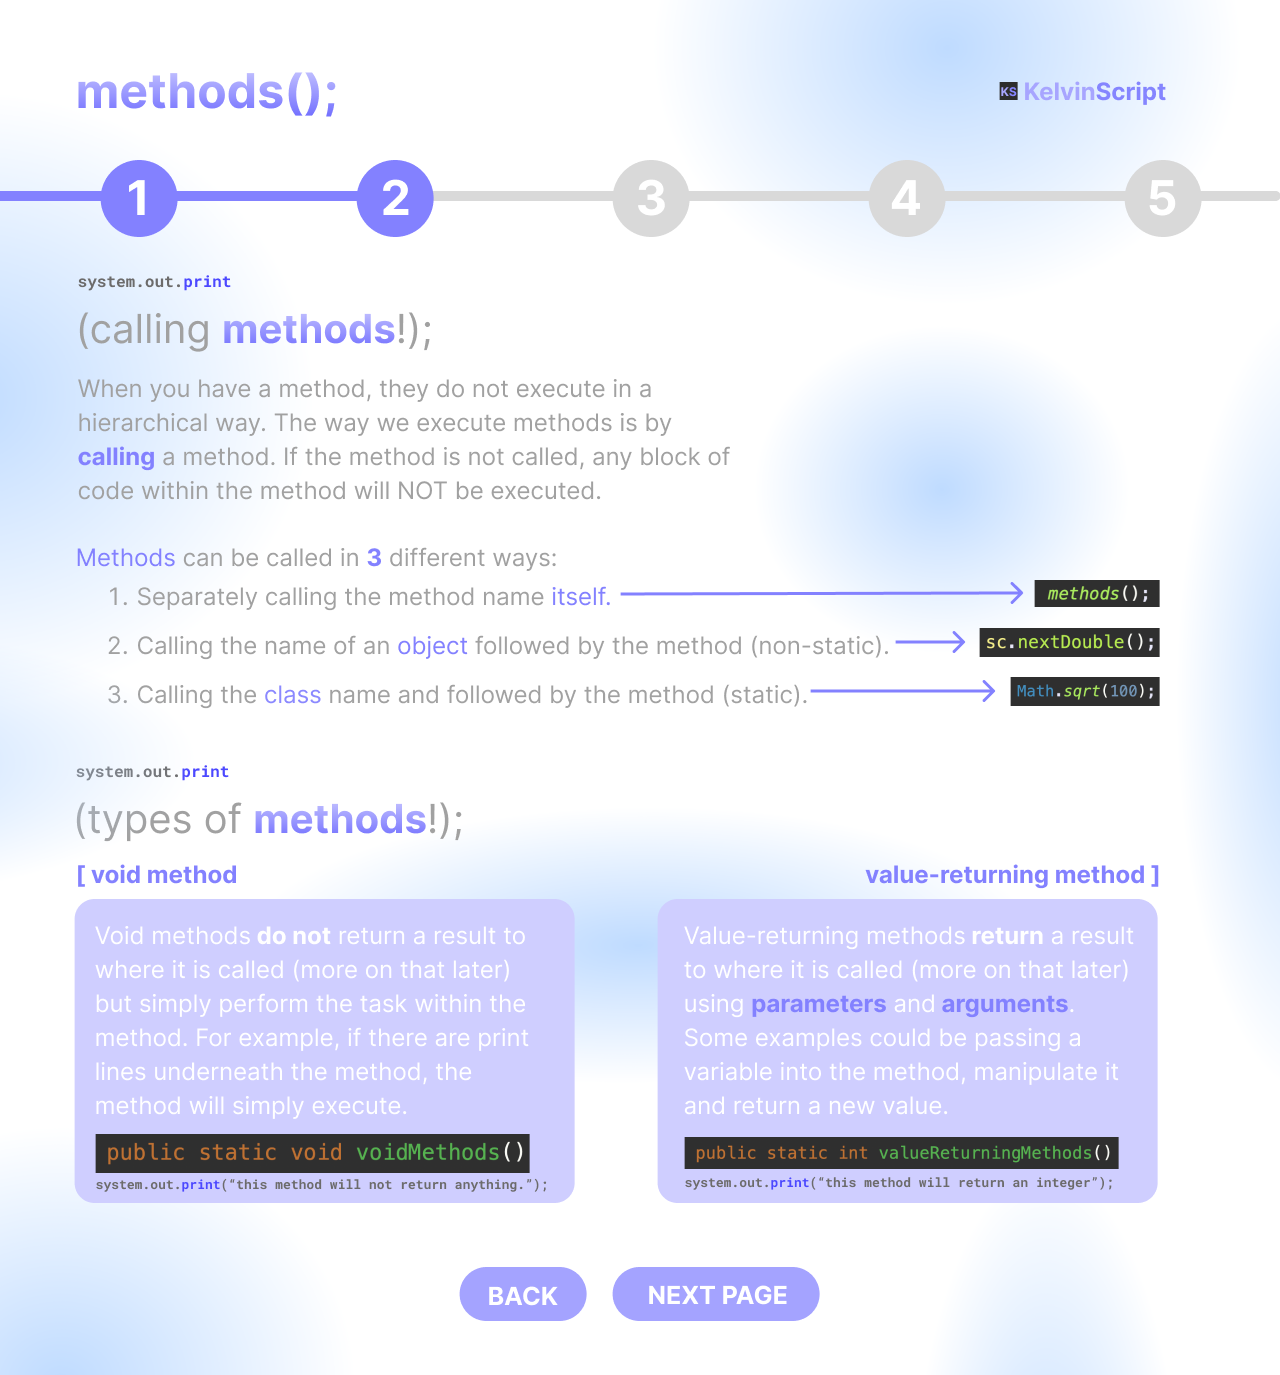 methods();
KS KelvinScript
1 2 3 4 5
system.out.print
(calling methods!);
When you have a method, they do not execute in a
hierarchical way. The way we execute methods is by
calling a method. If the method is not called, any block of
code within the method will NOT be executed.
Methods can be called in 3 different ways:
1. Separately calling the method name itself.
methods();
2. Calling the name of an object followed by the method (non-static).
sc.nextDouble();
3. Calling the class name and followed by the method (static).
Math.sqrt(100);
system.out.print
(types of methods!);
[ void method
Void methods do not return a result to
where it is called (more on that later)
but simply perform the task within the
method. For example, if there are print
lines underneath the method, the
method will simply execute.
public static void voidMethods()
system.out.print(“this method will not return anything.”);
value-returning method ]
Value-returning methods return a result
to where it is called (more on that later)
using parameters and arguments.
Some examples could be passing a
variable into the method, manipulate it
and return a new value.
public static int valueReturningMethods()
system.out.print(“this method will return an integer”);
BACK
NEXT PAGE